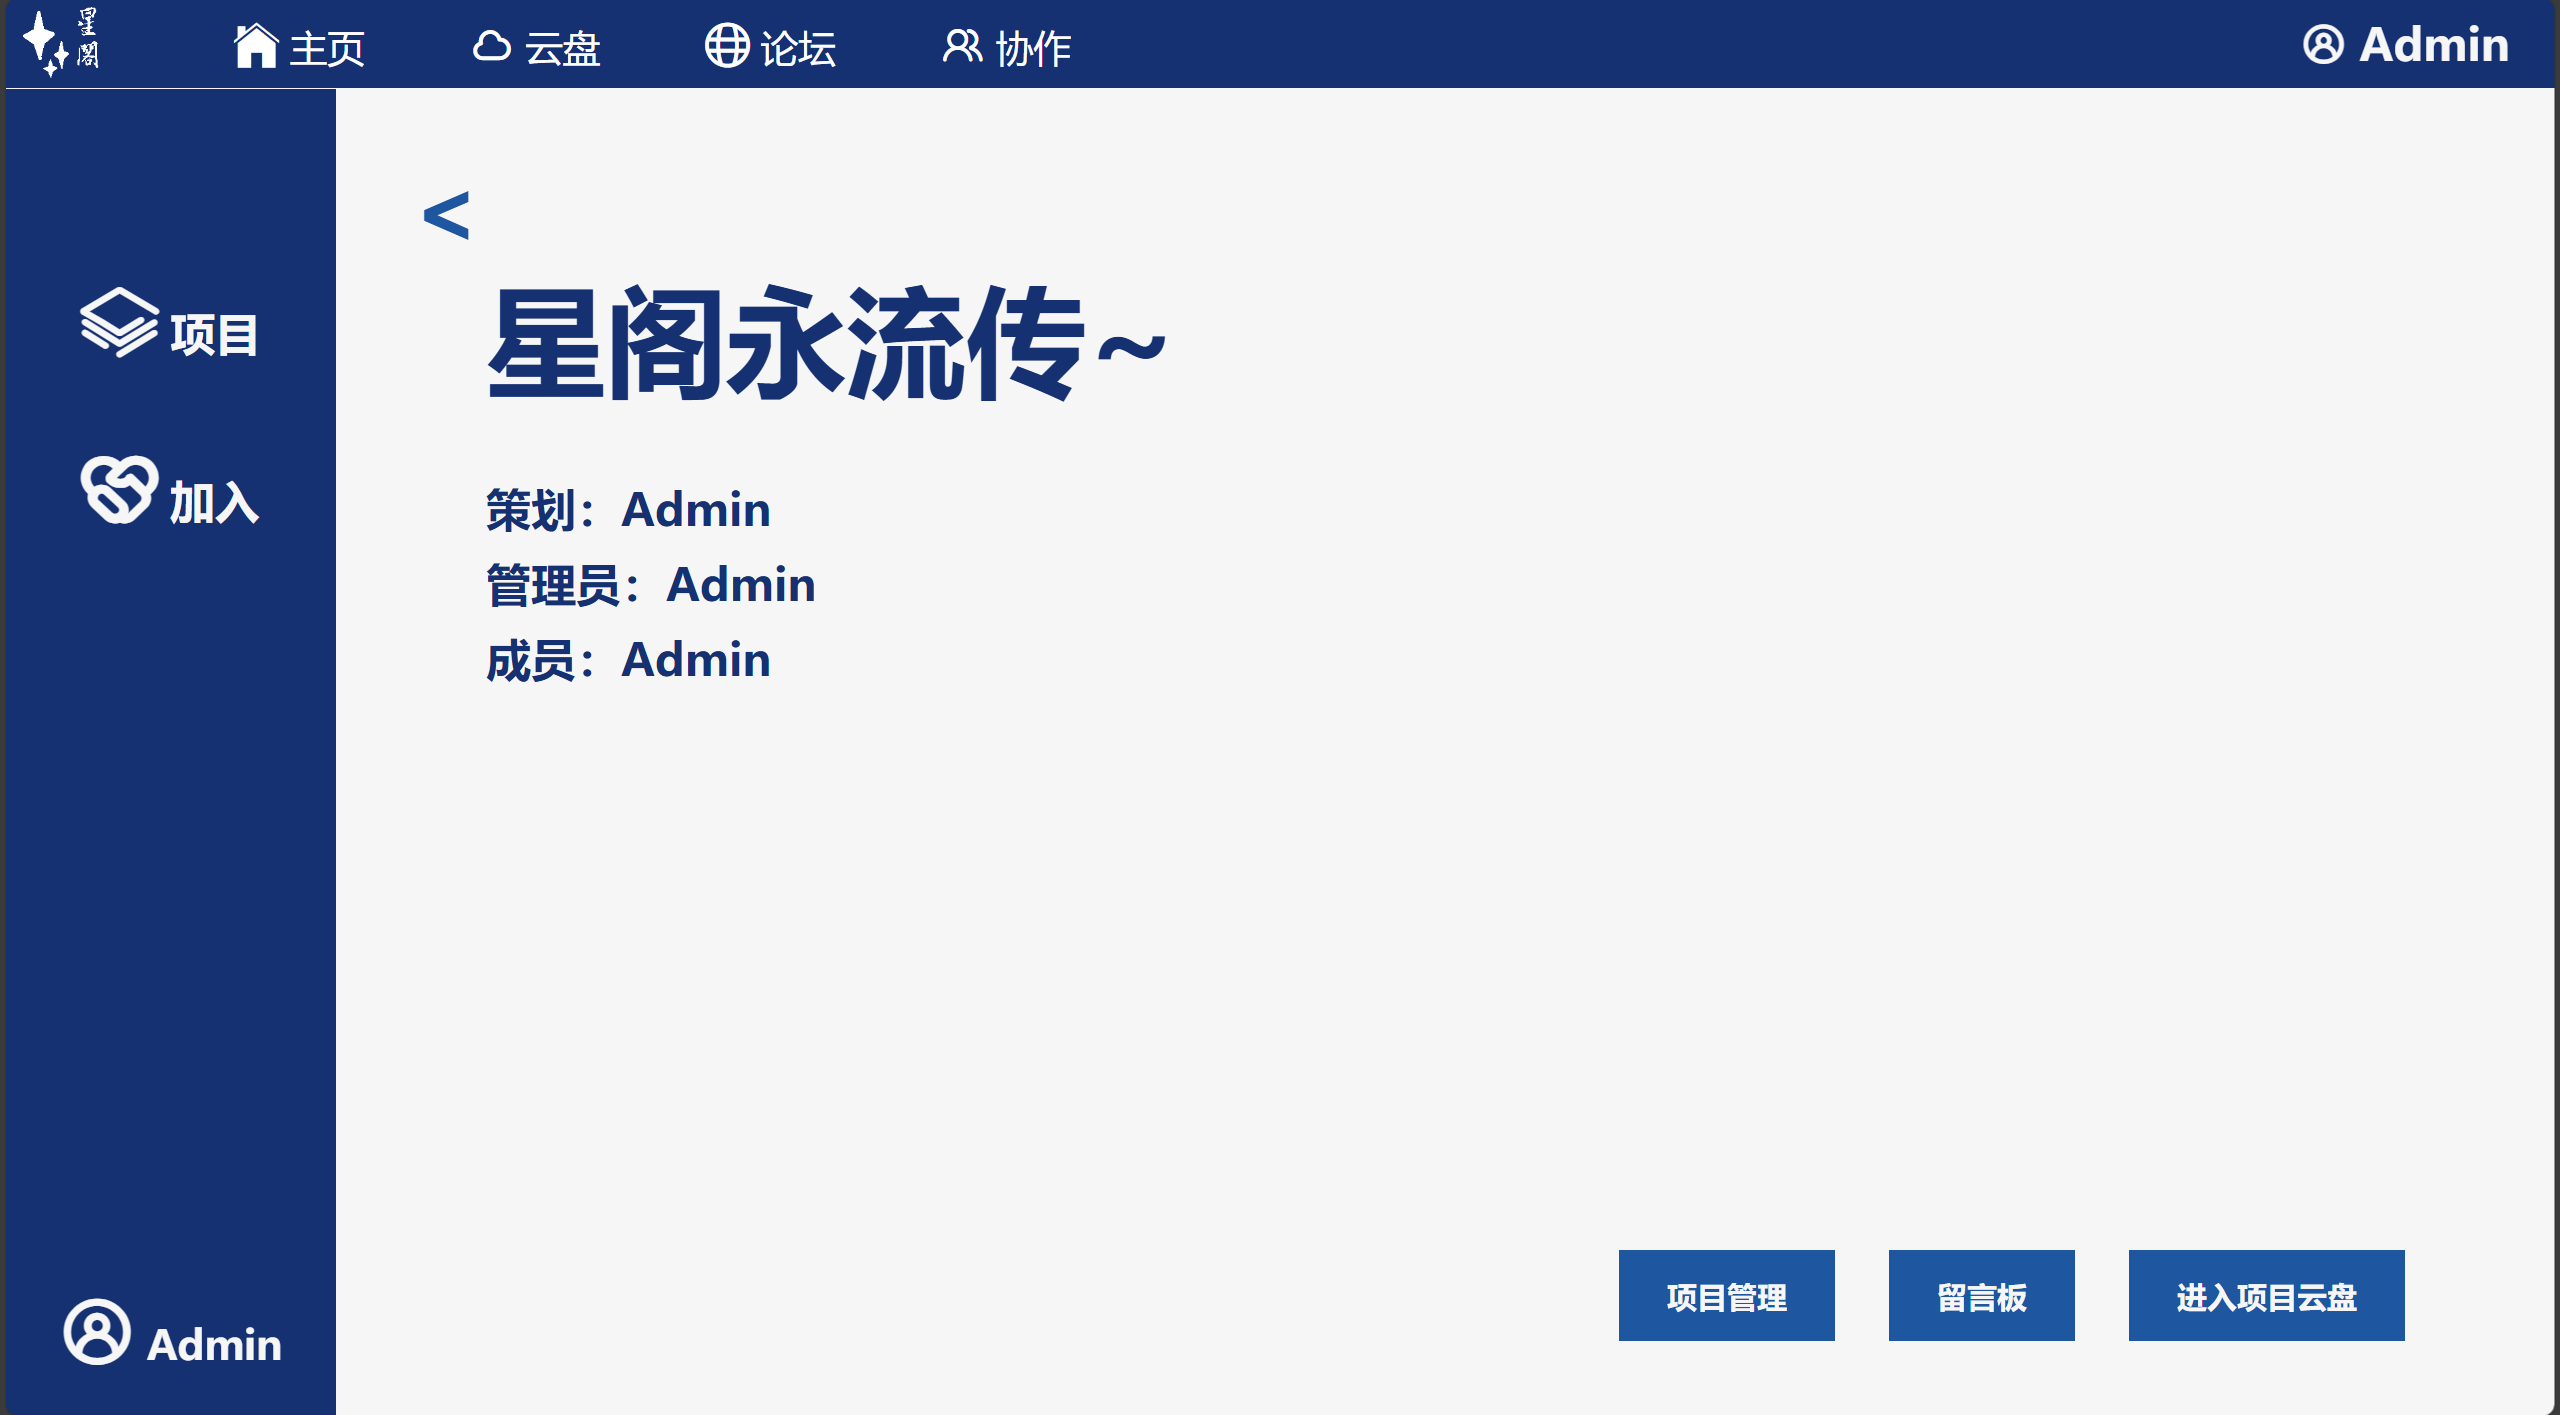 星阁
主页 云盘 论坛 协作 Admin
<
项目
加入
星阁永流传~
策划：Admin
管理员：Admin
成员：Admin
项目管理 留言板 进入项目云盘
Admin